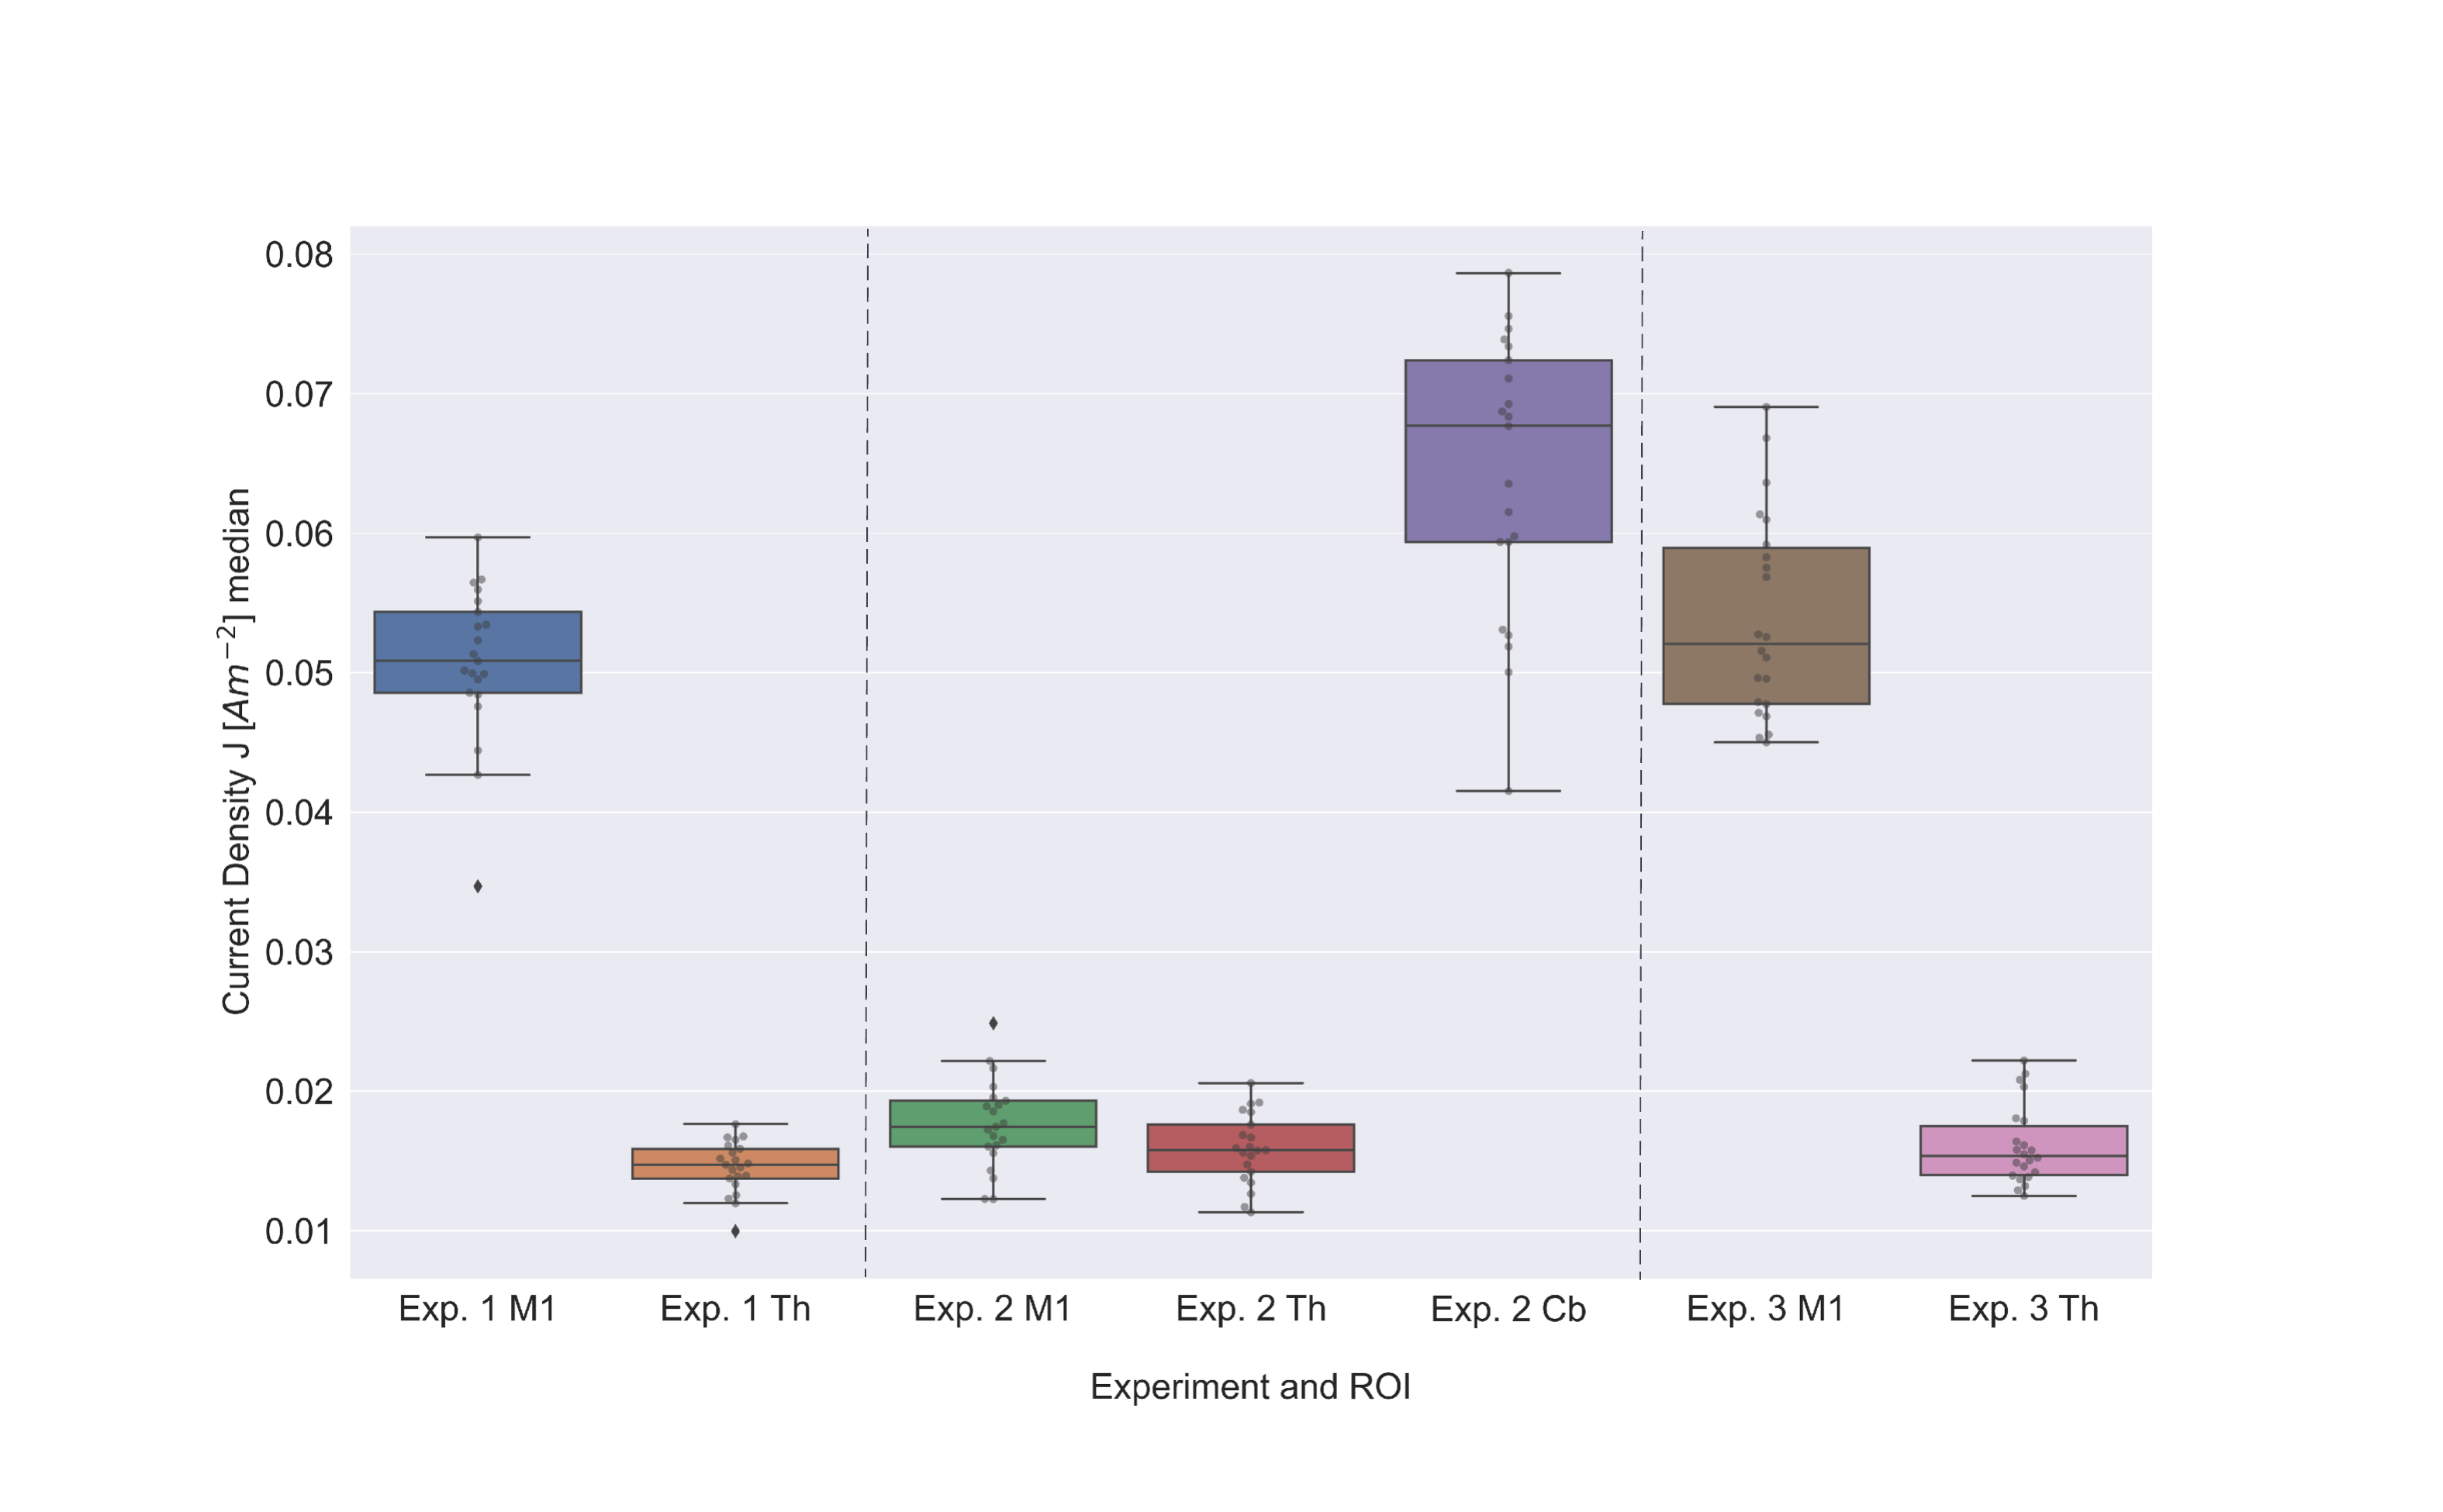 0.08
0.07
0.06
0.05
0.04
0.03
0.02
0.01
Current Density J [Am⁻²] median
Exp. 1 M1
Exp. 1 Th
Exp. 2 M1
Exp. 2 Th
Exp. 2 Cb
Exp. 3 M1
Exp. 3 Th
Experiment and ROI